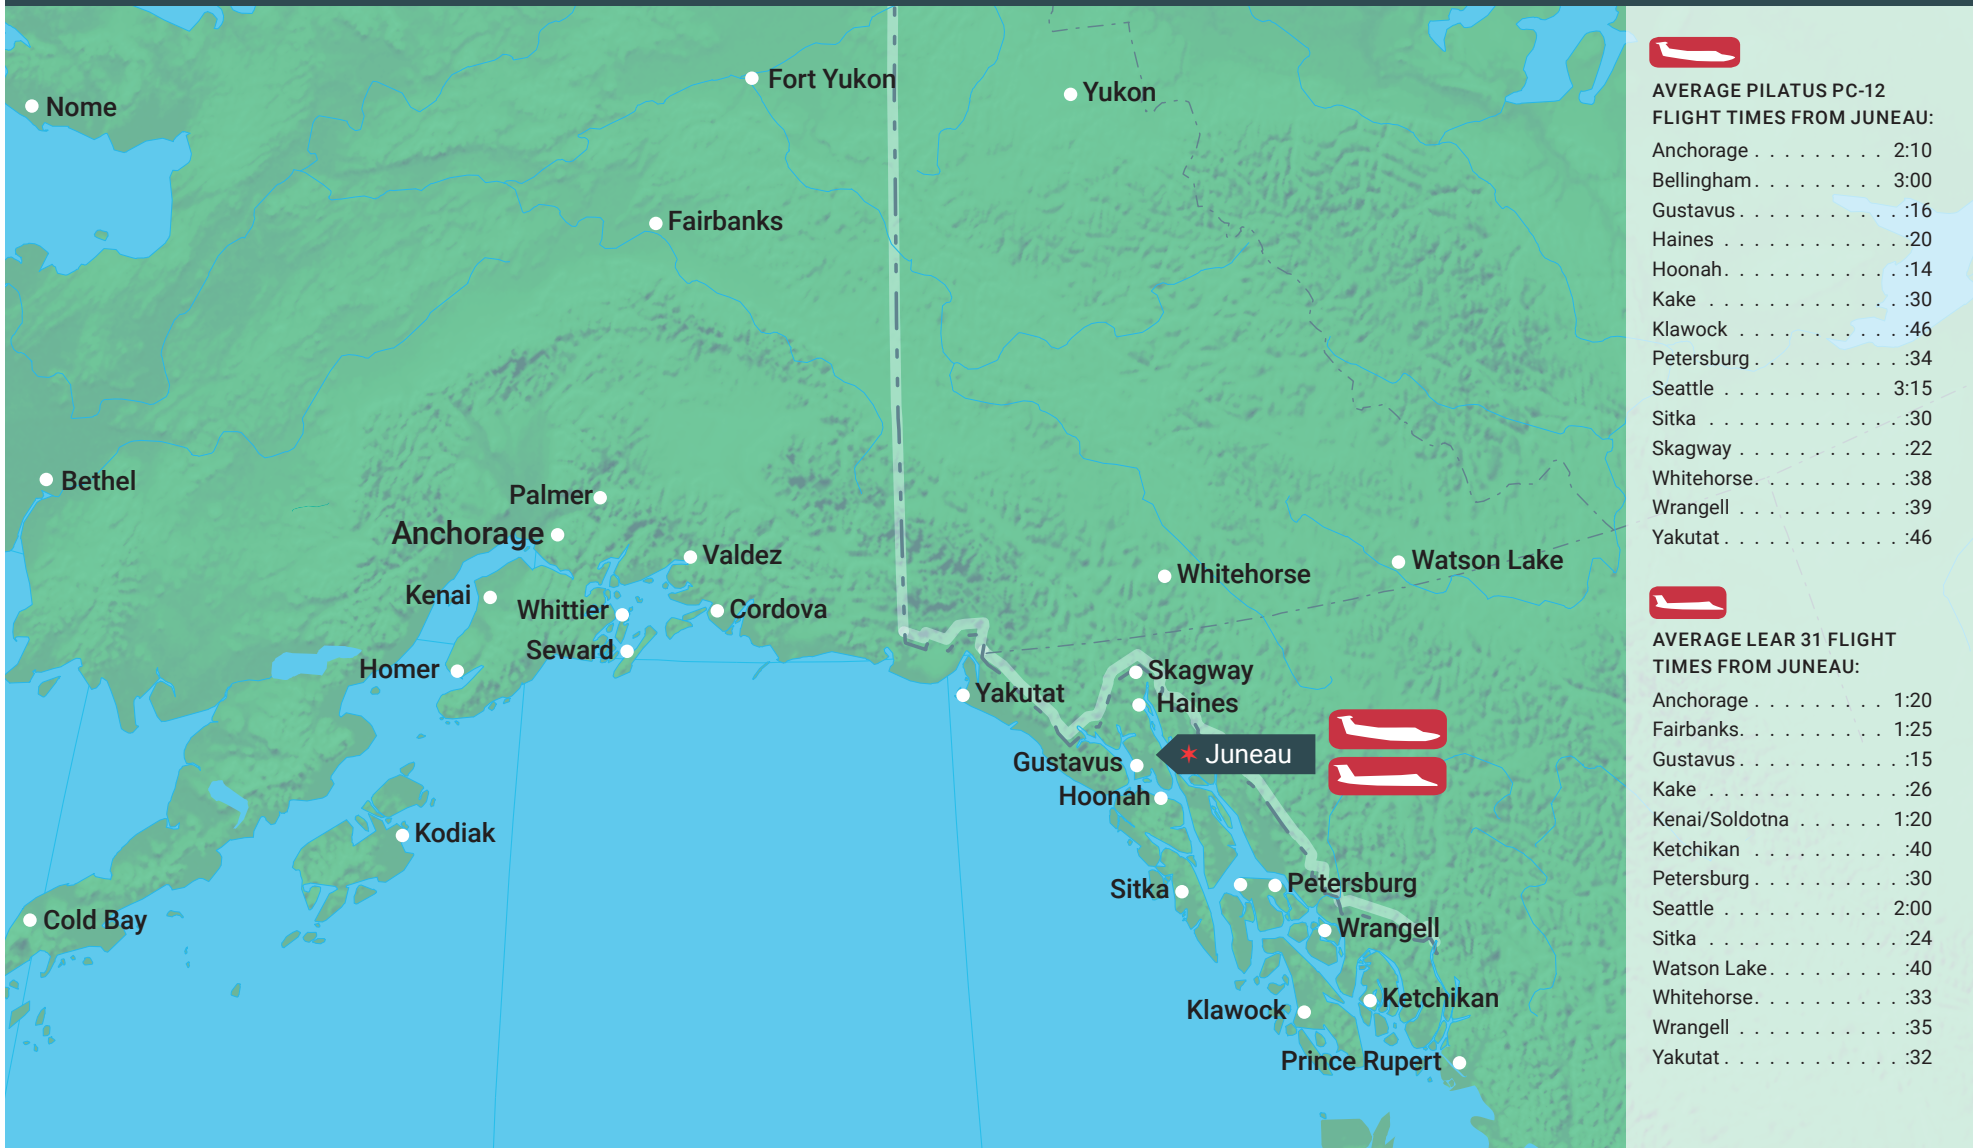 Fort Yukon
Yukon
Nome
Fairbanks
Bethel
Palmer
Anchorage
Valdez
Watson Lake
Whitehorse
Kenai
Whittier
Cordova
Seward
Homer
Skagway
Yakutat
Haines
Juneau
Gustavus
Hoonah
Kodiak
Petersburg
Sitka
Cold Bay
Wrangell
Ketchikan
Klawock
Prince Rupert
AVERAGE PILATUS PC-12
FLIGHT TIMES FROM JUNEAU:
Anchorage . . . . . . . . . 2:10
Bellingham . . . . . . . . . 3:00
Gustavus . . . . . . . . . . . :16
Haines . . . . . . . . . . . . :20
Hoonah . . . . . . . . . . . . :14
Kake . . . . . . . . . . . . . :30
Klawock . . . . . . . . . . . :46
Petersburg . . . . . . . . . . :34
Seattle . . . . . . . . . . . 3:15
Sitka . . . . . . . . . . . . . :30
Skagway . . . . . . . . . . . :22
Whitehorse . . . . . . . . . . :38
Wrangell . . . . . . . . . . . :39
Yakutat . . . . . . . . . . . . :46
AVERAGE LEAR 31 FLIGHT
TIMES FROM JUNEAU:
Anchorage . . . . . . . . . 1:20
Fairbanks . . . . . . . . . . 1:25
Gustavus . . . . . . . . . . . :15
Kake . . . . . . . . . . . . . :26
Kenai/Soldotna . . . . . . 1:20
Ketchikan . . . . . . . . . . :40
Petersburg . . . . . . . . . . :30
Seattle . . . . . . . . . . . 2:00
Sitka . . . . . . . . . . . . . :24
Watson Lake . . . . . . . . . :40
Whitehorse . . . . . . . . . . :33
Wrangell . . . . . . . . . . . :35
Yakutat . . . . . . . . . . . . :32